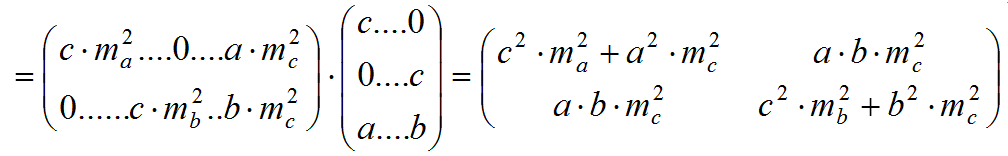 = (c · m_a^2....0....a · m_c^2
0......c · m_b^2..b · m_c^2) · (c....0
0....c
a....b) = (c^2 · m_a^2 + a^2 · m_c^2 a · b · m_c^2
a · b · m_c^2 c^2 · m_b^2 + b^2 · m_c^2)